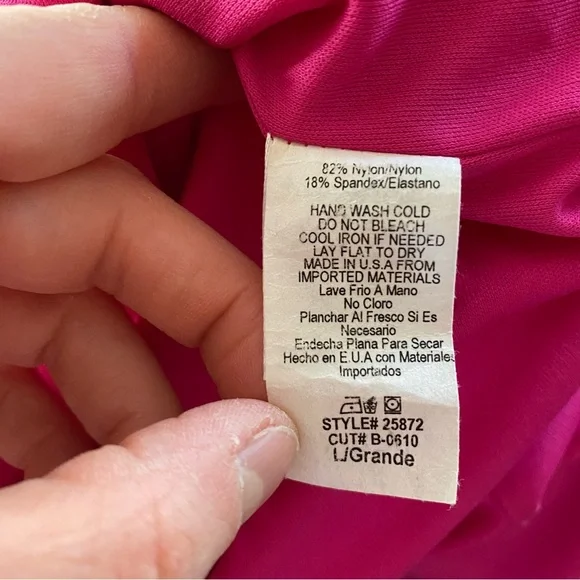 82% Nylon/Nylon
18% Spandex/Elastano
HAND WASH COLD
DO NOT BLEACH
COOL IRON IF NEEDED
LAY FLAT TO DRY
MADE IN U.S.A FROM
IMPORTED MATERIALS
Lave Frio A Mano
No Cloro
Planchar Al Fresco Si Es
Necesario
Endecha Plana Para Secar
Hecho en E.U.A con Materiales
Importados
STYLE# 25872
CUT# B-0610
L/Grande